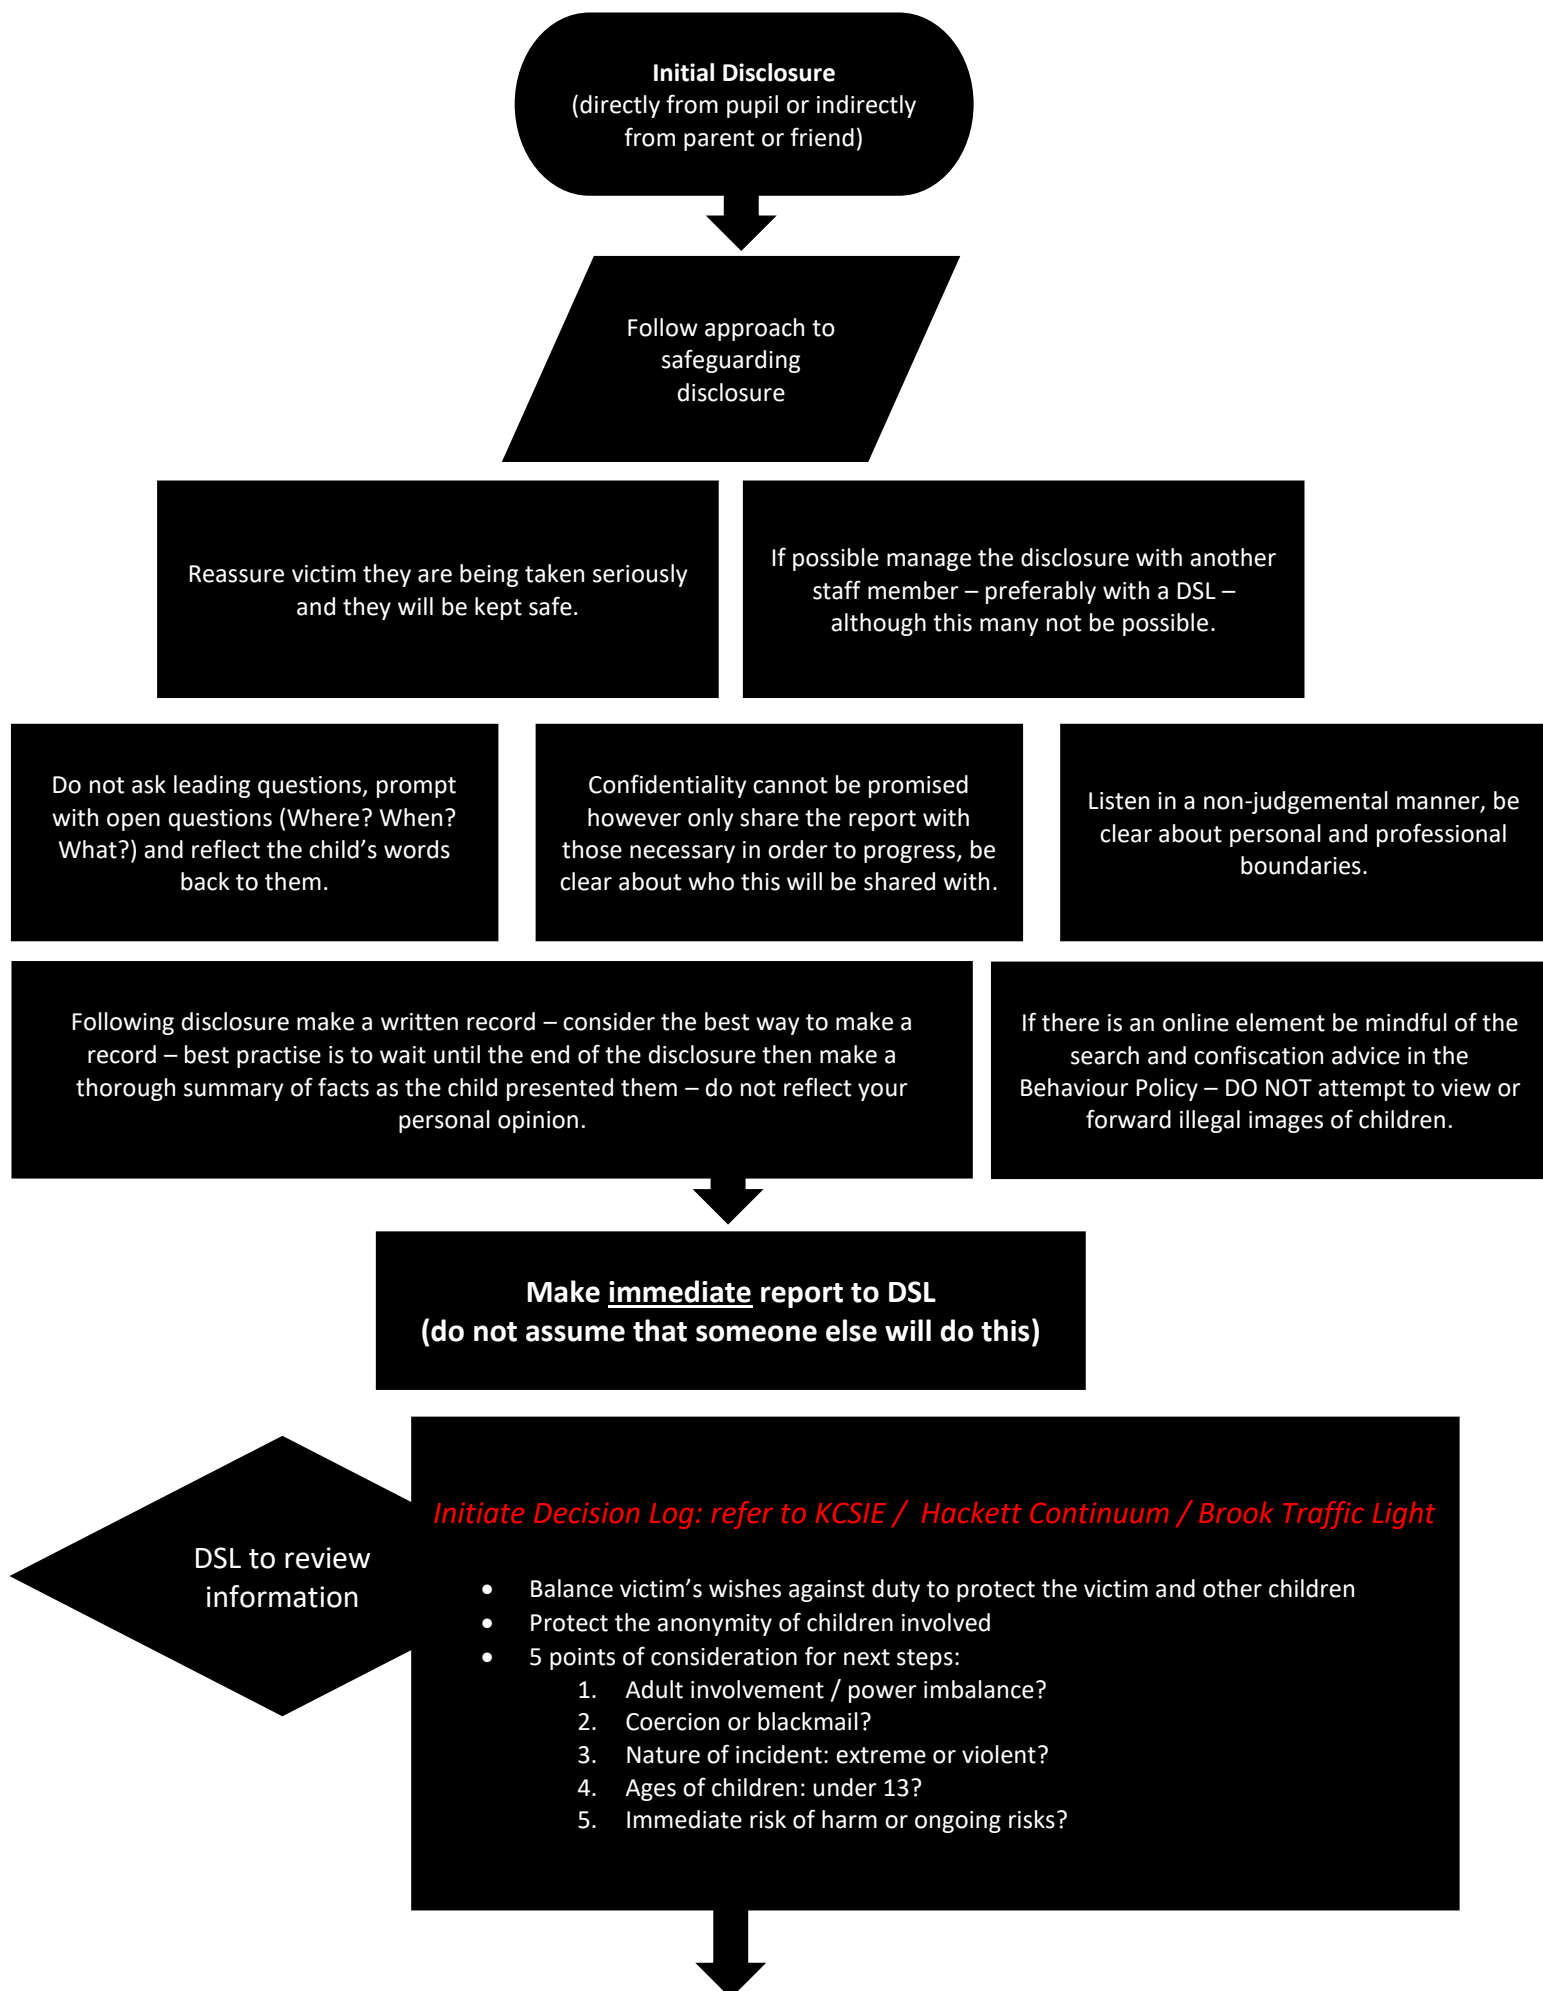 Initial Disclosure
(directly from pupil or indirectly
from parent or friend)
Follow approach to
safeguarding
disclosure
Reassure victim they are being taken seriously
and they will be kept safe.
If possible manage the disclosure with another
staff member – preferably with a DSL –
although this many not be possible.
Do not ask leading questions, prompt
with open questions (Where? When?
What?) and reflect the child’s words
back to them.
Confidentiality cannot be promised
however only share the report with
those necessary in order to progress, be
clear about who this will be shared with.
Listen in a non-judgemental manner, be
clear about personal and professional
boundaries.
Following disclosure make a written record – consider the best way to make a
record – best practise is to wait until the end of the disclosure then make a
thorough summary of facts as the child presented them – do not reflect your
personal opinion.
If there is an online element be mindful of the
search and confiscation advice in the
Behaviour Policy – DO NOT attempt to view or
forward illegal images of children.
Make immediate report to DSL
(do not assume that someone else will do this)
DSL to review
information
Initiate Decision Log: refer to KCSIE / Hackett Continuum / Brook Traffic Light
• Balance victim’s wishes against duty to protect the victim and other children
• Protect the anonymity of children involved
• 5 points of consideration for next steps:
1. Adult involvement / power imbalance?
2. Coercion or blackmail?
3. Nature of incident: extreme or violent?
4. Ages of children: under 13?
5. Immediate risk of harm or ongoing risks?